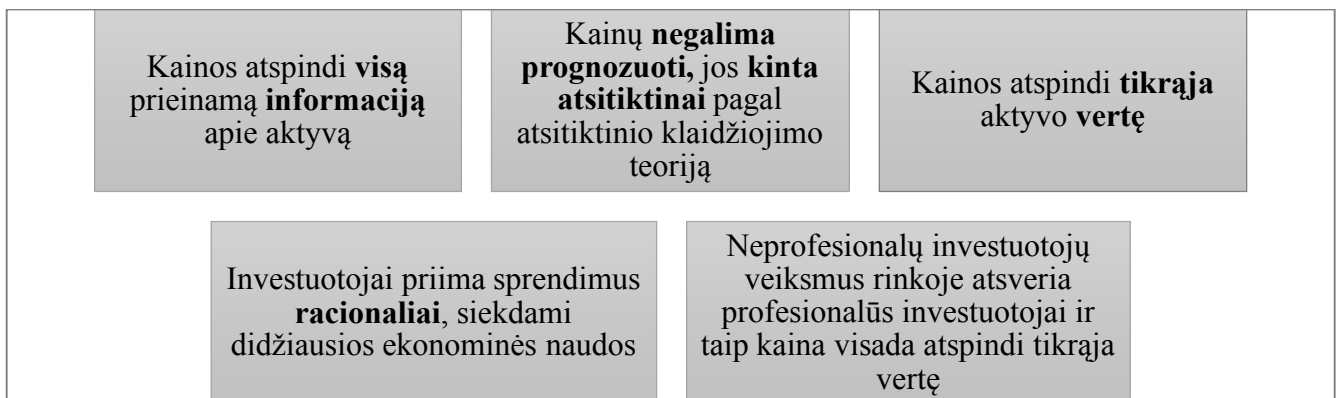 Kainos atspindi visą
prieinamą informaciją
apie aktyvą
Kainų negalima
prognozuoti, jos kinta
atsitiktinai pagal
atsitiktinio klaidžiojimo
teoriją
Kainos atspindi tikrąja
aktyvo vertę
Investuotojai priima sprendimus
racionaliai, siekdami
didžiausios ekonominės naudos
Neprofesionalų investuotojų
veiksmus rinkoje atsveria
profesionalūs investuotojai ir
taip kaina visada atspindi tikrąja
vertę